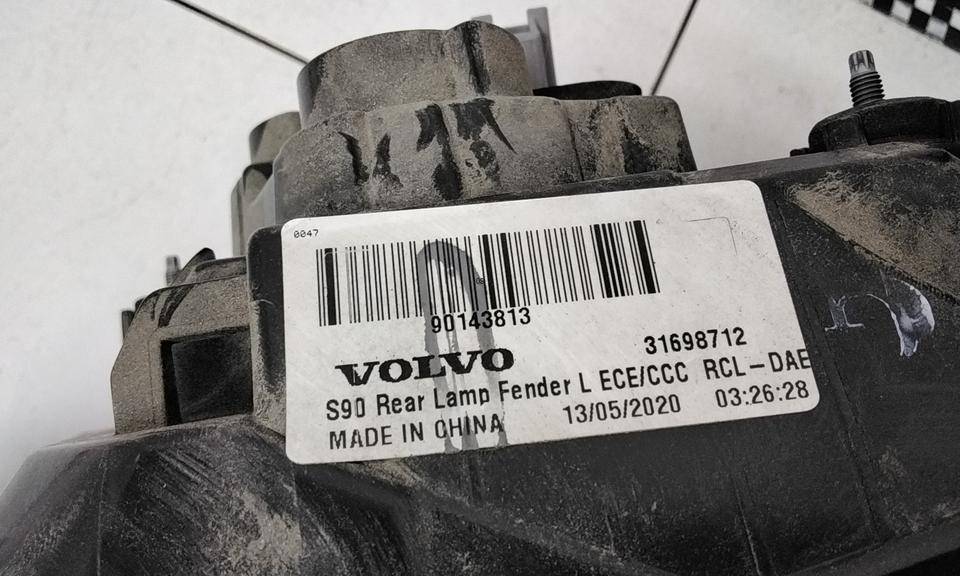 0047
90143813
31698712
VOLVO
S90 Rear Lamp Fender L ECE/CCC RCL-DAE
MADE IN CHINA 13/05/2020 03:26:28